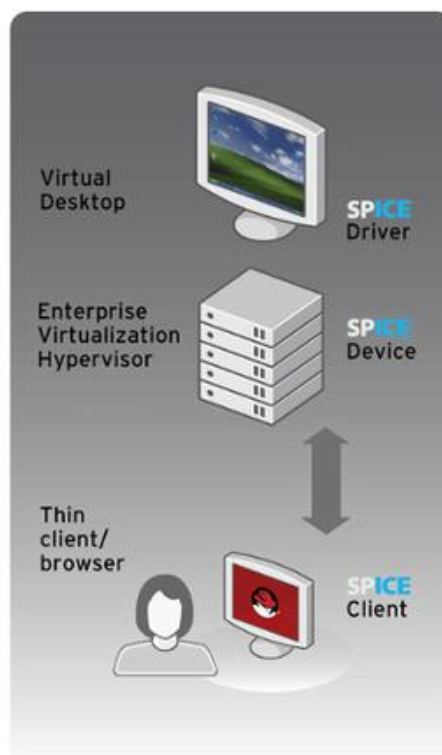 Virtual
Desktop
SPICE
Driver
Enterprise
Virtualization
Hypervisor
SPICE
Device
Thin
client/
browser
SPICE
Client